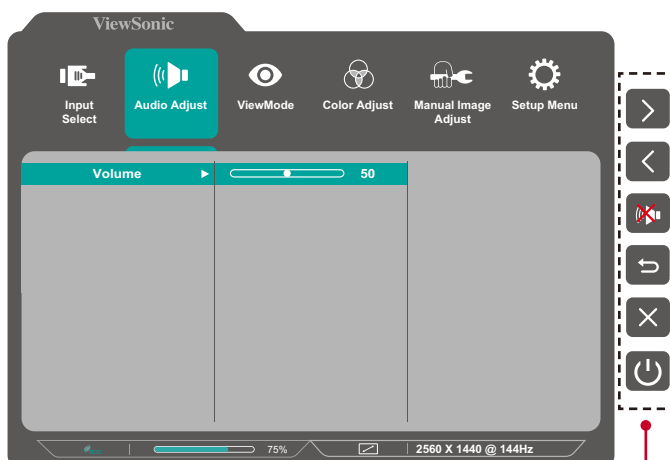 ViewSonic
Input Select
Audio Adjust
ViewMode
Color Adjust
Manual Image Adjust
Setup Menu
Volume
50
75%
2560 X 1440 @ 144Hz